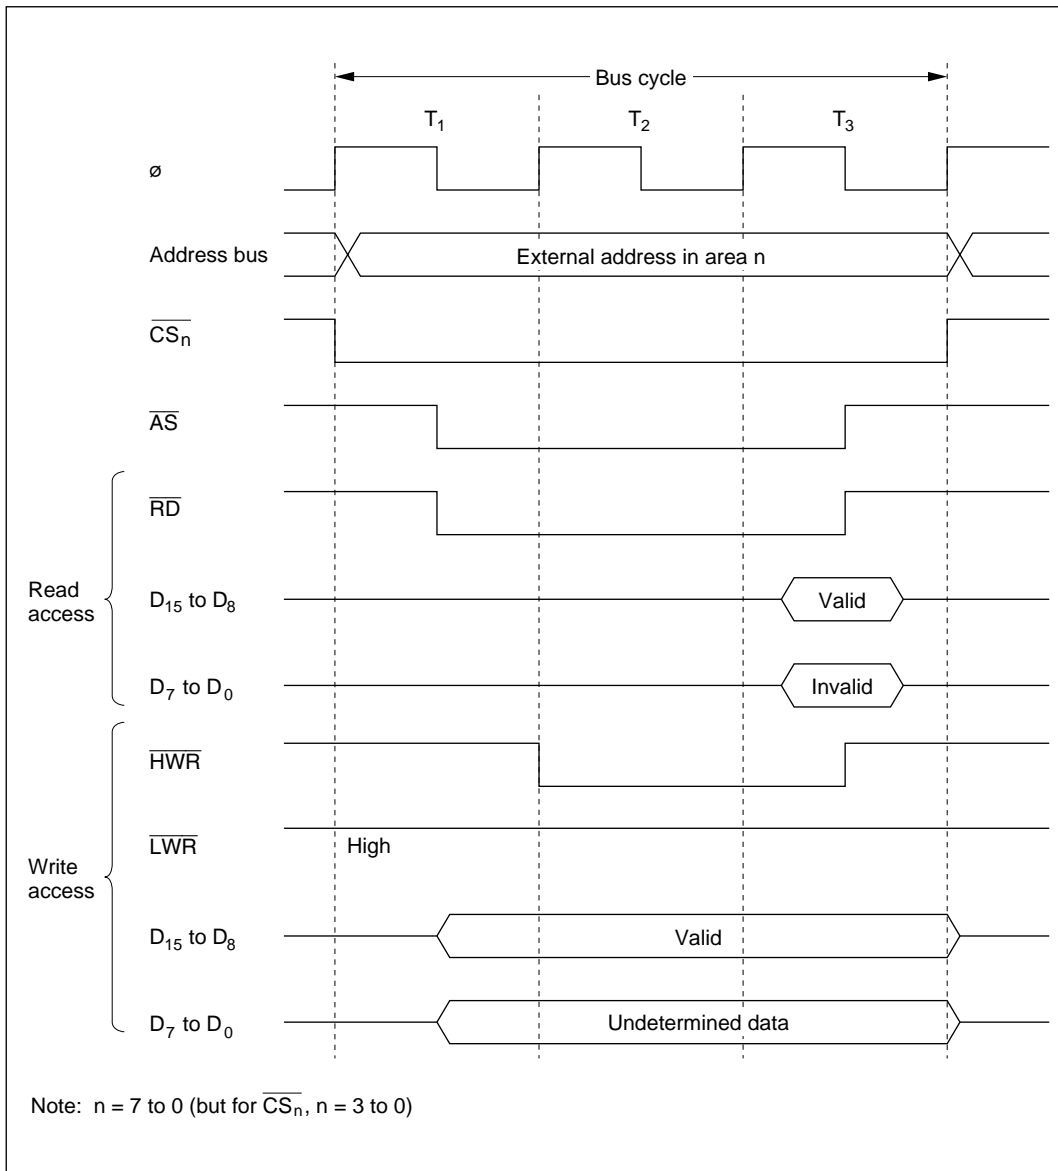 Bus cycle
T1 T2 T3
ø
Address bus External address in area n
CSn
AS
RD
Read
access
D15 to D8 Valid
D7 to D0 Invalid
HWR
LWR High
Write
access
D15 to D8 Valid
D7 to D0 Undetermined data
Note: n = 7 to 0 (but for CSn, n = 3 to 0)